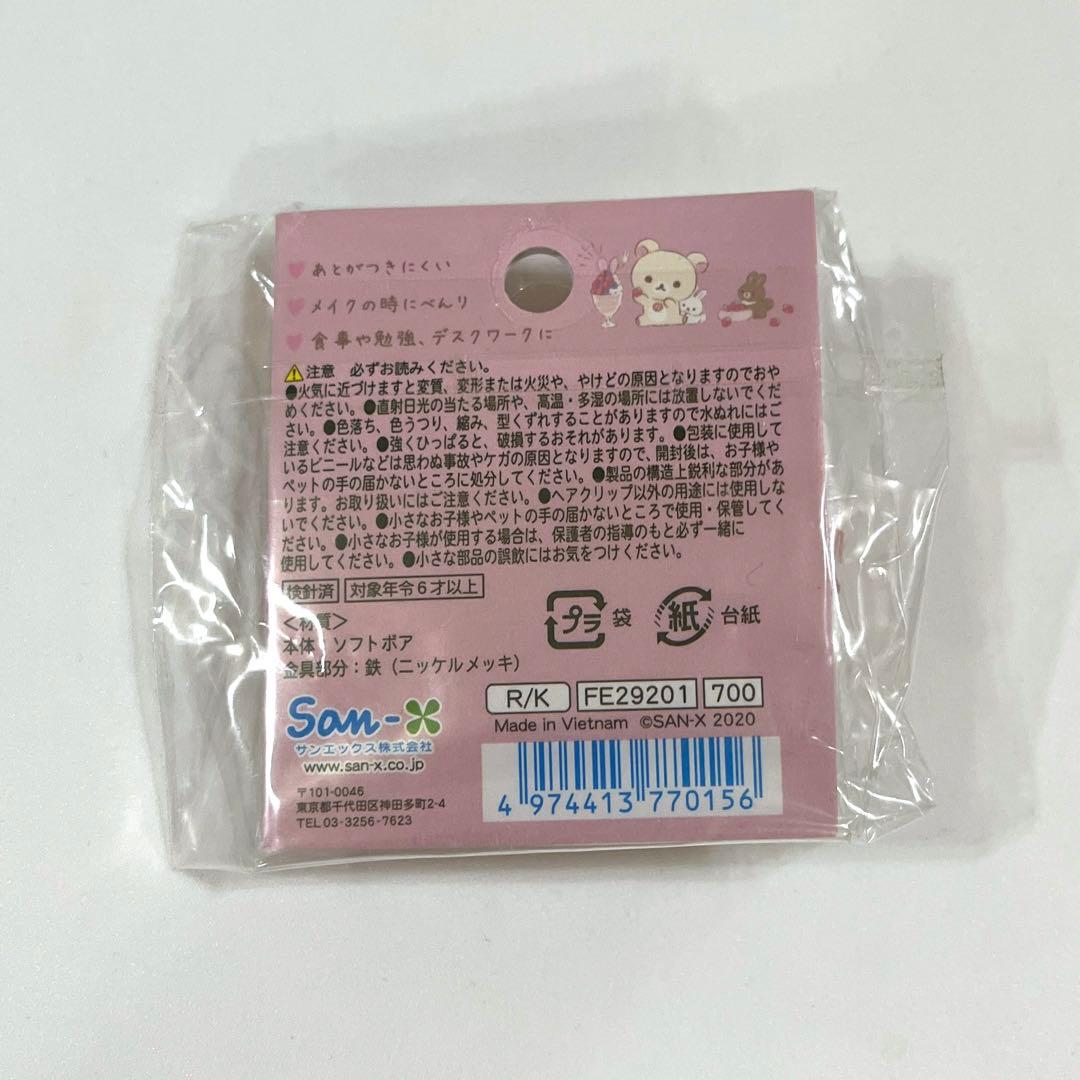 ♥ あとがつきにくい
♥ メイクの時にべんり
♥ 食事や勉強、デスクワークに
⚠注意 必ずお読みください。
●火気に近づけますと変質、変形または火災や、やけどの原因となりますのでおや
めください。●直射日光の当たる場所や、高温・多湿の場所には放置しないでくだ
さい。●色落ち、色うつり、縮み、型くずれすることがありますので水ぬれにはご
注意ください。●強くひっぱると、破損するおそれがあります。●包装に使用して
いるビニールなどは思わぬ事故やケガの原因となりますので、開封後は、お子様や
ペットの手の届かないところに処分してください。●製品の構造上鋭利な部分があ
ります。お取り扱いにはご注意ください。●ヘアクリップ以外の用途には使用しな
いでください。●小さなお子様やペットの手の届かないところで使用・保管してく
ださい。●小さなお子様が使用する場合は、保護者の指導のもと必ず一緒に
使用してください。●小さな部品の誤飲にはお気をつけください。
検針済 対象年令6才以上
プラ 袋 紙 台紙
<材質>
本体：ソフトボア
金具部分：鉄（ニッケルメッキ）
R/K FE29201 700
Made in Vietnam ©SAN-X 2020
San-X
サンエックス株式会社
www.san-x.co.jp
〒101-0046
東京都千代田区神田多町2-4
TEL 03-3256-7623
4 974413 770156